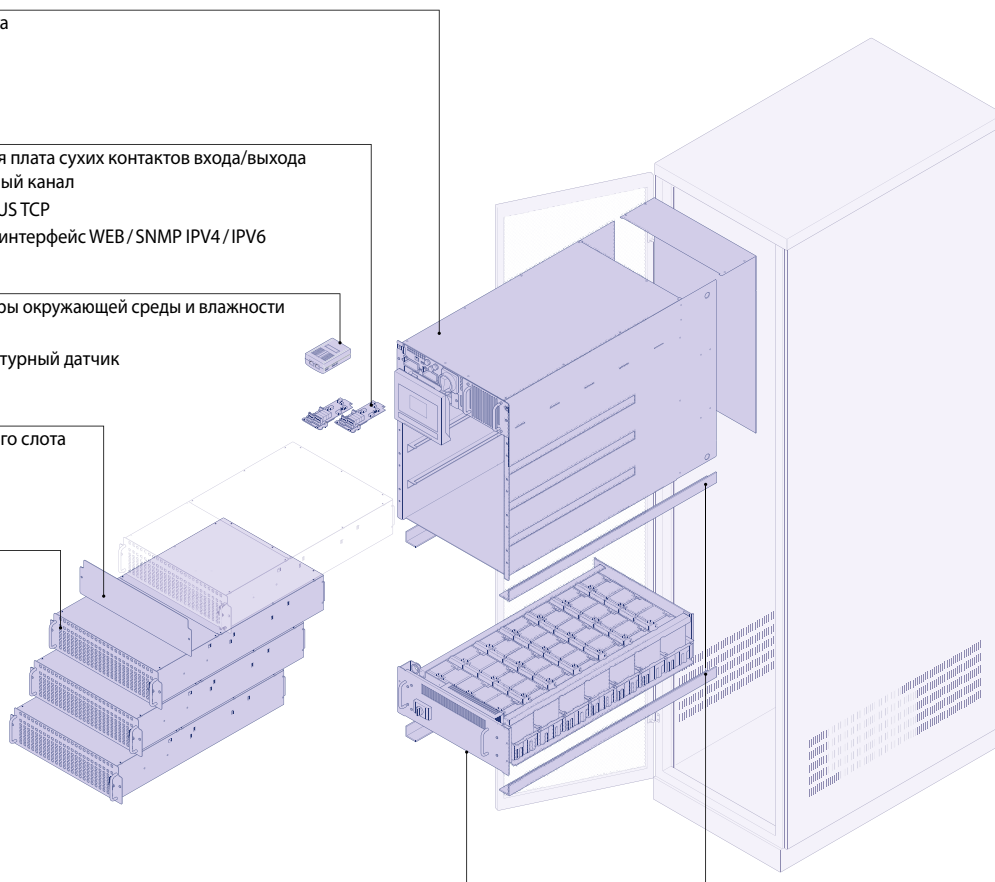 а
я плата сухих контактов входа/выхода
ый канал
US TCP
интерфейс WEB / SNMP IPV4 / IPV6
ры окружающей среды и влажности
турный датчик
го слота